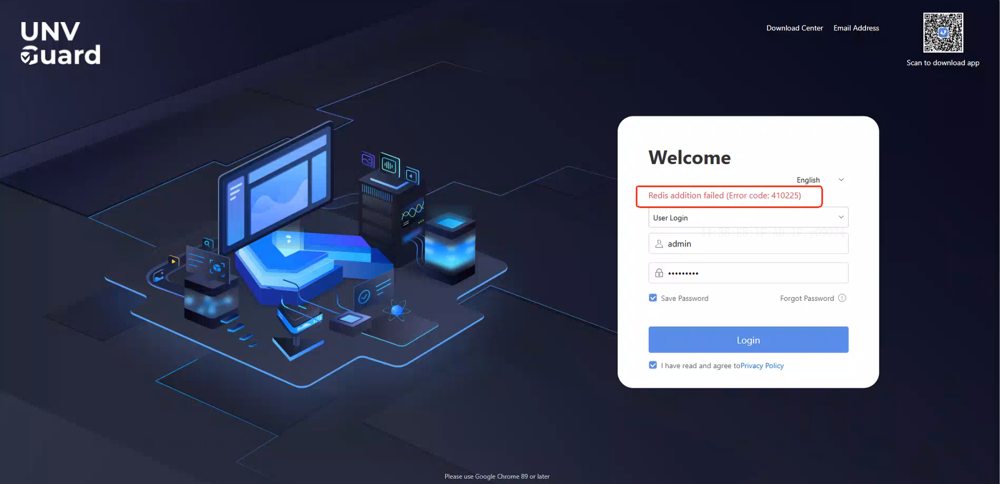 UNV
Guard
Download Center Email Address
Scan to download app
Welcome
English
Redis addition failed (Error code: 410225)
User Login
admin
•••••••••
Save Password Forgot Password
Login
I have read and agree toPrivacy Policy
Please use Google Chrome 89 or later